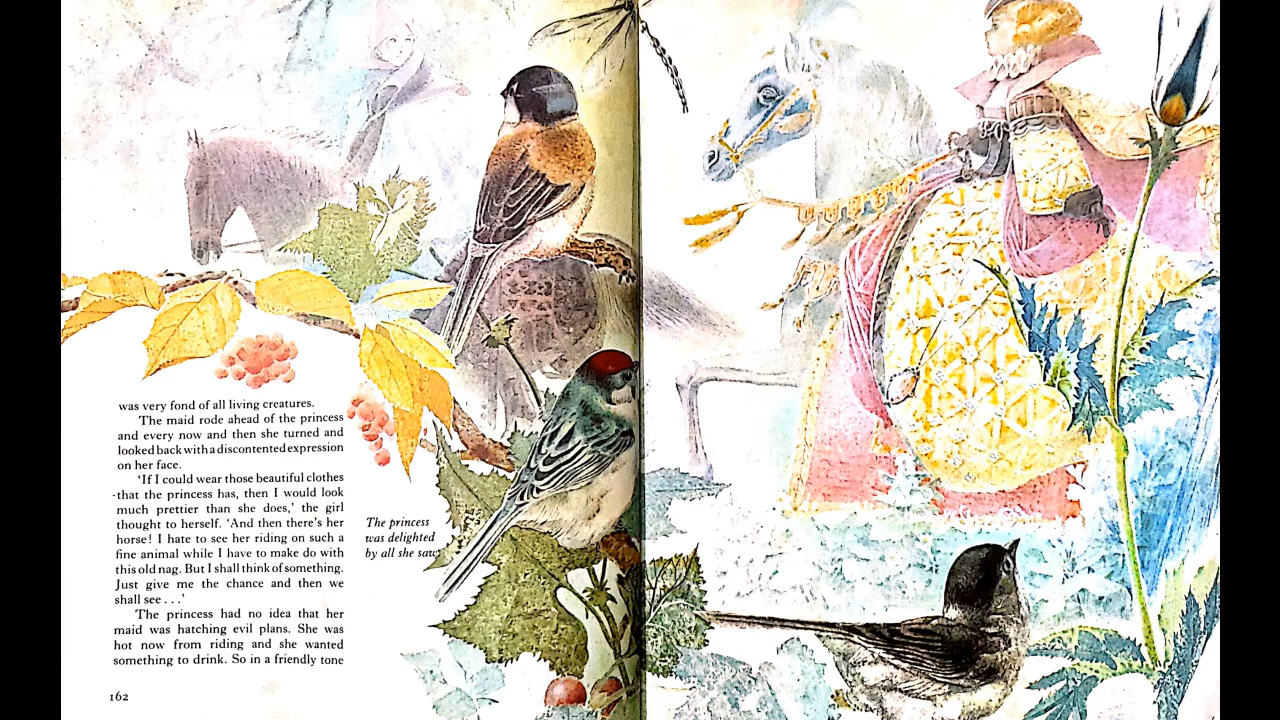 was very fond of all living creatures.
'The maid rode ahead of the princess
and every now and then she turned and
looked back with a discontented expression
on her face.
'If I could wear those beautiful clothes
that the princess has, then I would look
much prettier than she does,' the girl
thought to herself. 'And then there's her
horse! I hate to see her riding on such a
fine animal while I have to make do with
this old nag. But I shall think of something.
Just give me the chance and then we
shall see . . .'
The princess had no idea that her
maid was hatching evil plans. She was
hot now from riding and she wanted
something to drink. So in a friendly tone
The princess
was delighted
by all she saw
162